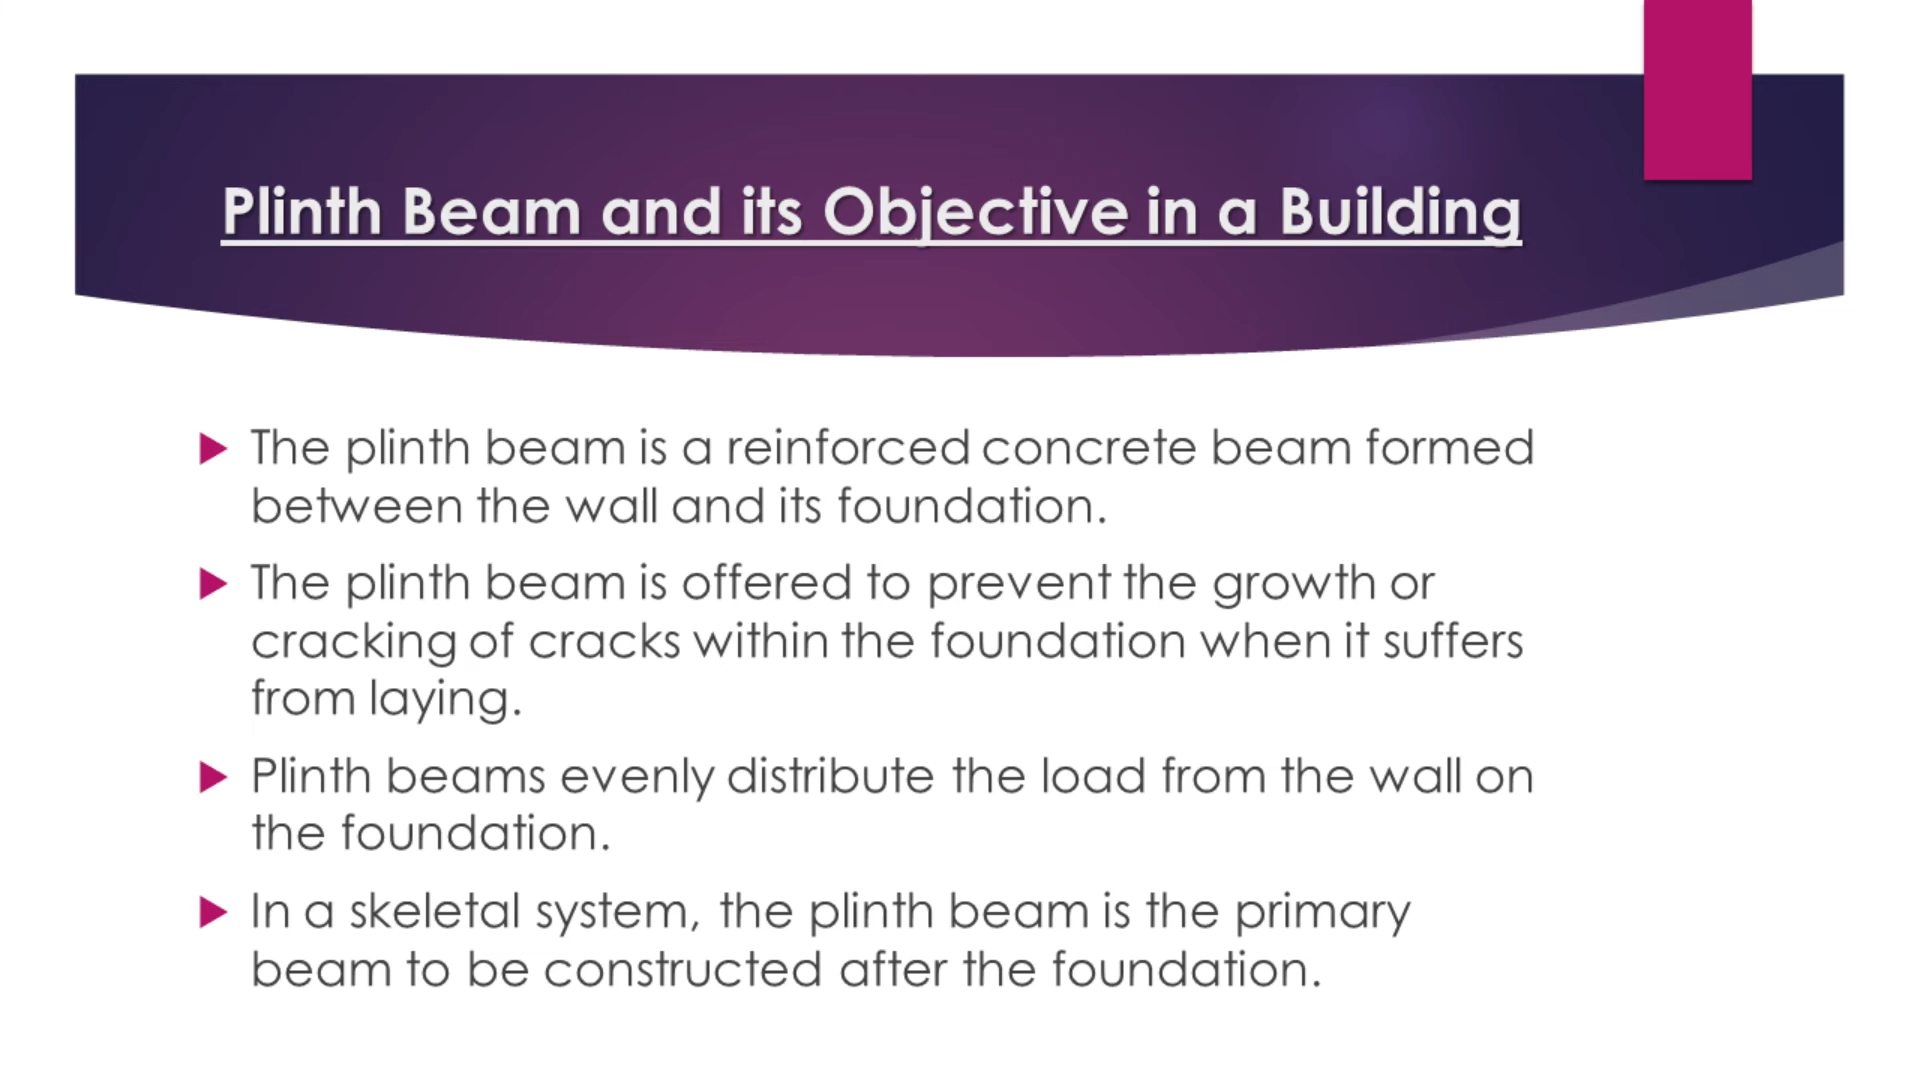 Plinth Beam and its Objective in a Building
The plinth beam is a reinforced concrete beam formed
between the wall and its foundation.
The plinth beam is offered to prevent the growth or
cracking of cracks within the foundation when it suffers
from laying.
Plinth beams evenly distribute the load from the wall on
the foundation.
In a skeletal system, the plinth beam is the primary
beam to be constructed after the foundation.